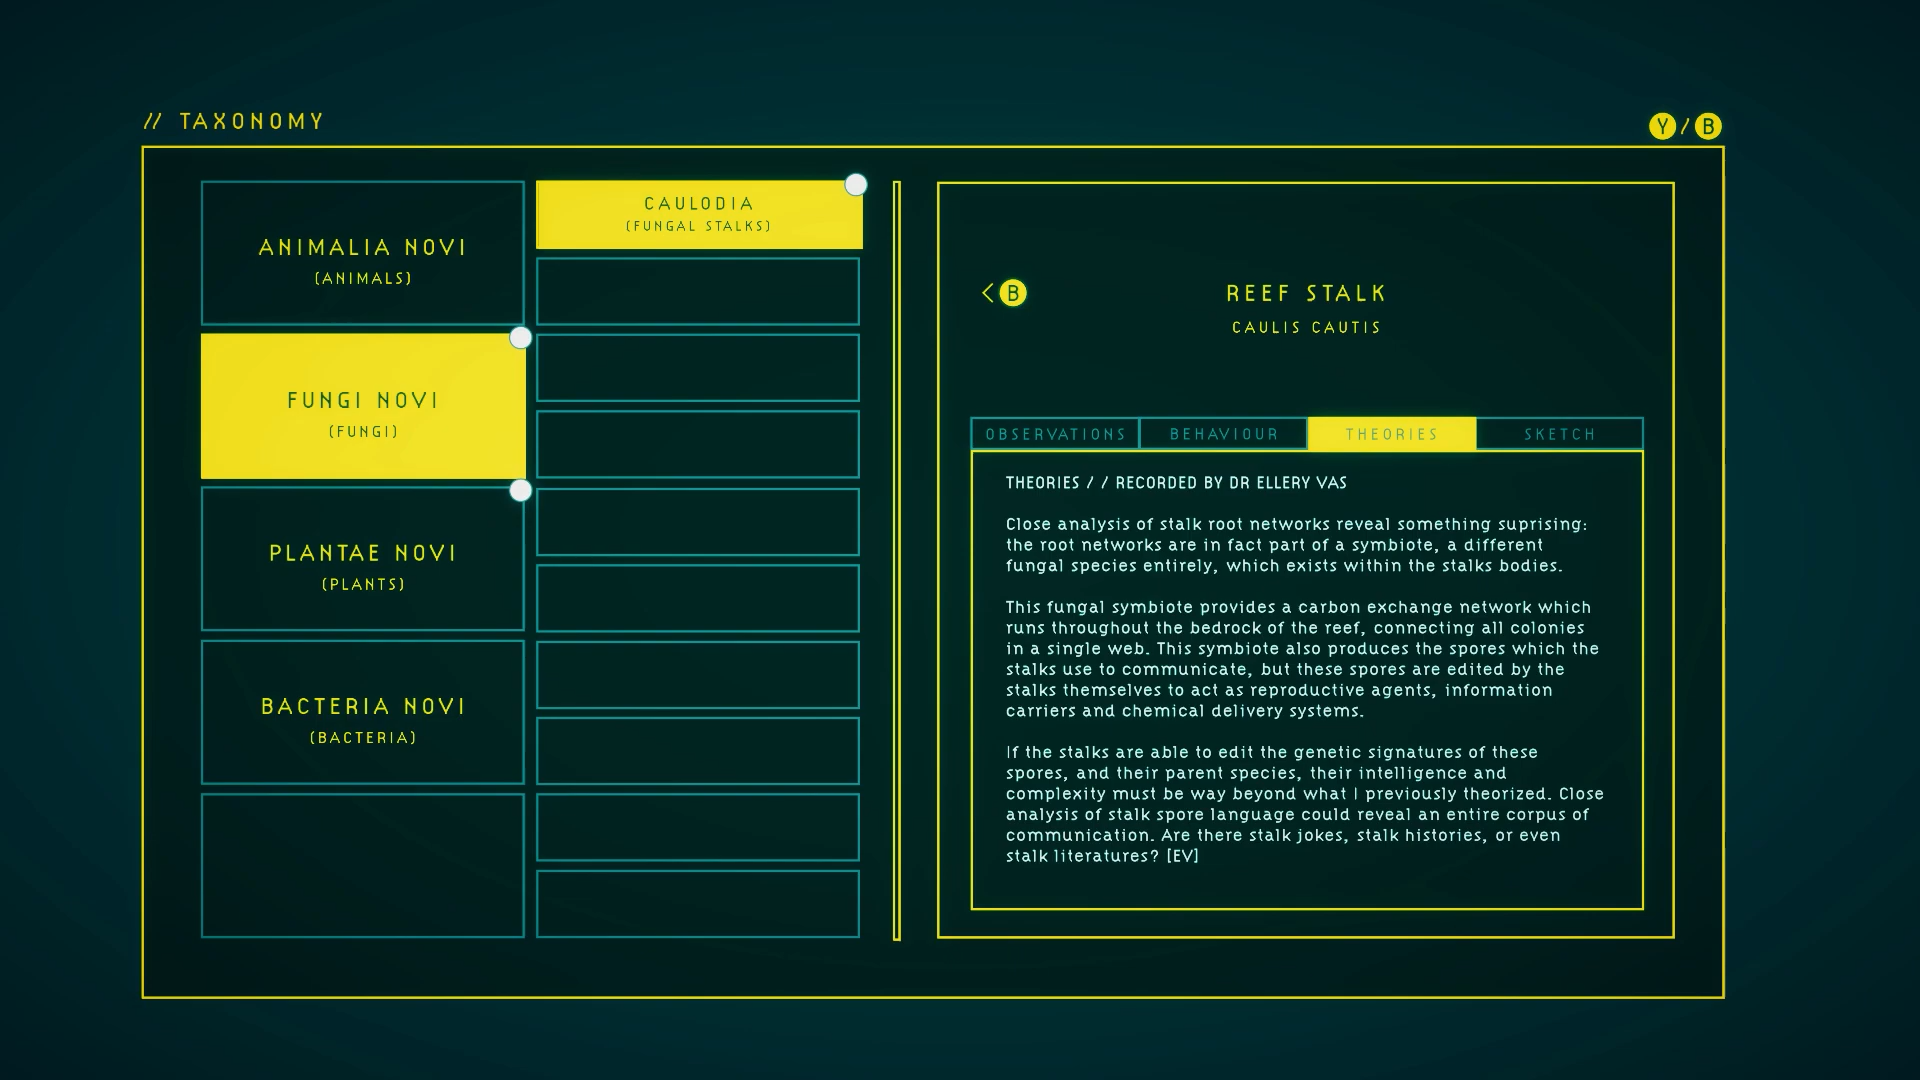 // TAXONOMY
Y / B
ANIMALIA NOVI
(ANIMALS)
FUNGI NOVI
(FUNGI)
PLANTAE NOVI
(PLANTS)
BACTERIA NOVI
(BACTERIA)
CAULODIA
(FUNGAL STALKS)
< B
REEF STALK
CAULIS CAUTIS
OBSERVATIONS
BEHAVIOUR
THEORIES
SKETCH
THEORIES / / RECORDED BY DR ELLERY VAS
Close analysis of stalk root networks reveal something suprising:
the root networks are in fact part of a symbiote, a different
fungal species entirely, which exists within the stalks bodies.
This fungal symbiote provides a carbon exchange network which
runs throughout the bedrock of the reef, connecting all colonies
in a single web. This symbiote also produces the spores which the
stalks use to communicate, but these spores are edited by the
stalks themselves to act as reproductive agents, information
carriers and chemical delivery systems.
If the stalks are able to edit the genetic signatures of these
spores, and their parent species, their intelligence and
complexity must be way beyond what I previously theorized. Close
analysis of stalk spore language could reveal an entire corpus of
communication. Are there stalk jokes, stalk histories, or even
stalk literatures? [EV]